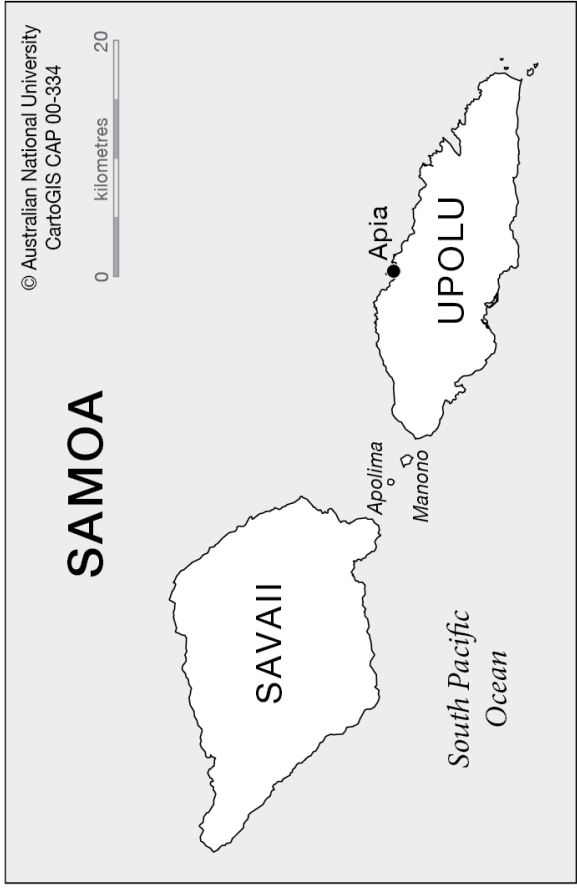 © Australian National University
CartoGIS CAP 00-334
0 20
kilometres
SAMOA
SAVAII
Apolima
Manono
Apia
UPOLU
South Pacific
Ocean